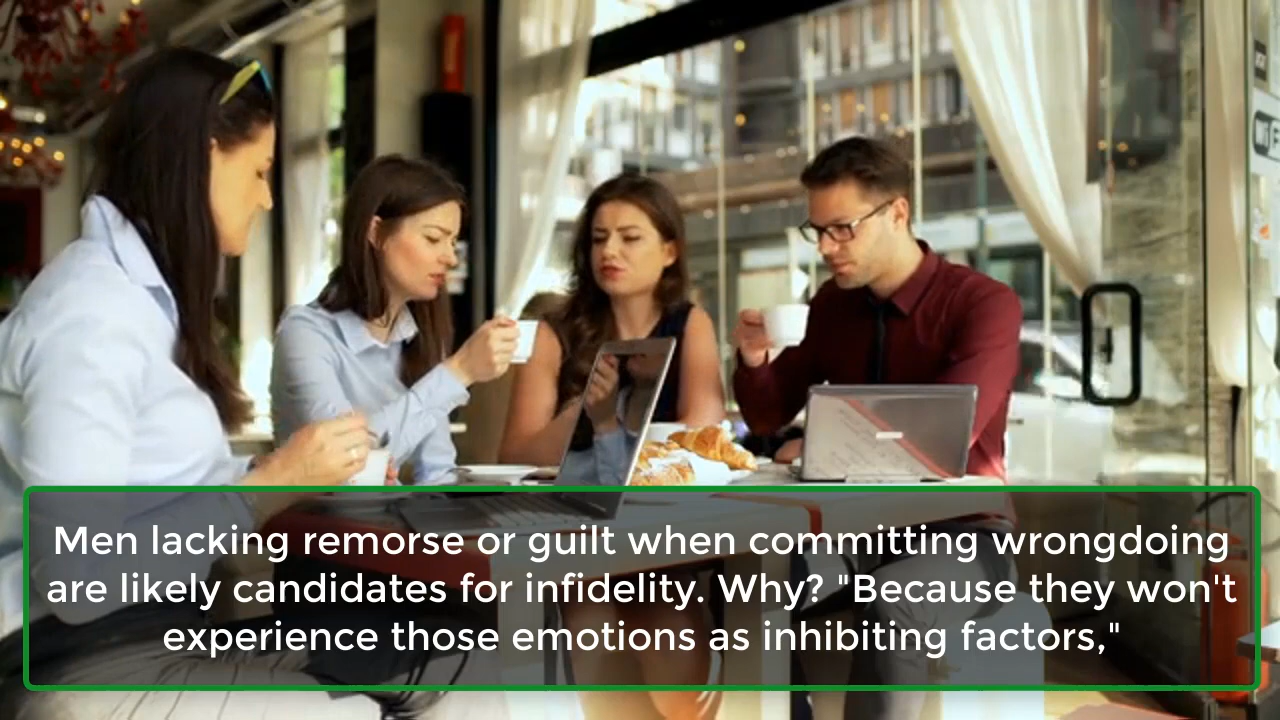 Men lacking remorse or guilt when committing wrongdoing
are likely candidates for infidelity. Why? "Because they won't
experience those emotions as inhibiting factors,"